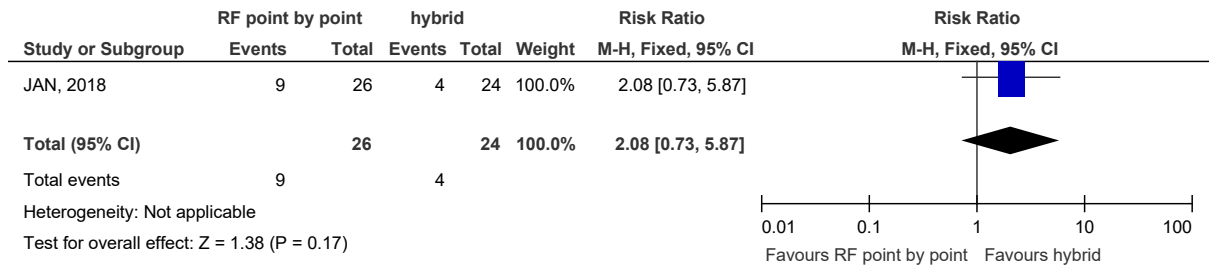 RF point by point hybrid Risk Ratio Risk Ratio
Study or Subgroup Events Total Events Total Weight M-H, Fixed, 95% CI M-H, Fixed, 95% CI
JAN, 2018 9 26 4 24 100.0% 2.08 [0.73, 5.87]
Total (95% CI) 26 24 100.0% 2.08 [0.73, 5.87]
Total events 9 4
Heterogeneity: Not applicable
Test for overall effect: Z = 1.38 (P = 0.17)
0.01 0.1 1 10 100
Favours RF point by point Favours hybrid